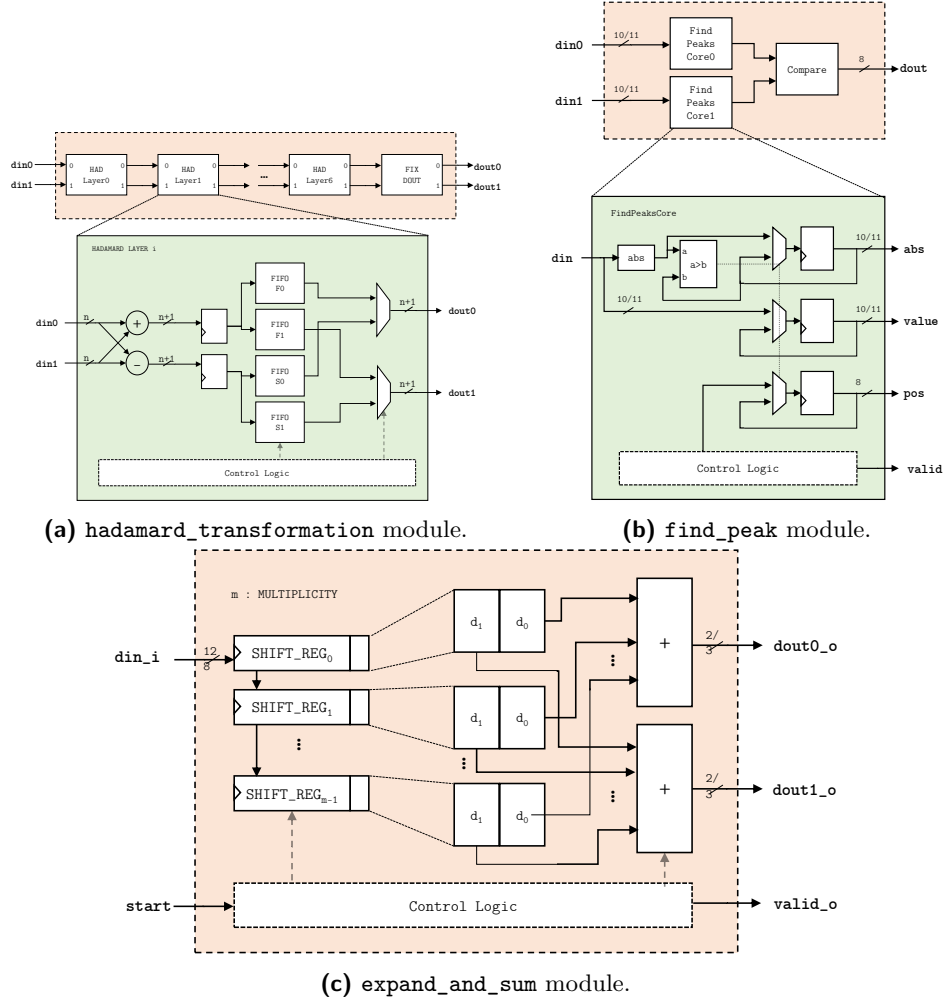 din0
din1
0
1
HAD
Layer0
0
1
0
1
HAD
Layer1
0
1
...
0
1
HAD
Layer6
0
1
FIX
DOUT
0
1
dout0
dout1
HADAMARD LAYER i
din0
n
+
n+1
din1
n
−
n+1
FIFO
F0
FIFO
F1
FIFO
S0
FIFO
S1
n+1
dout0
n+1
dout1
Control Logic
(a) hadamard_transformation module.
din0
10/11
Find
Peaks
Core0
din1
10/11
Find
Peaks
Core1
Compare
8
dout
FindPeaksCore
din
abs
a
a>b
b
10/11
10/11
abs
10/11
value
8
pos
Control Logic
valid
(b) find_peak module.
m : MULTIPLICITY
din_i
12
8
SHIFT_REG0
SHIFT_REG1
⋮
SHIFT_REGm-1
d1
d0
d1
d0
⋮
d1
d0
⋮
+
2/
3
dout0_o
⋮
+
2/
3
dout1_o
start
Control Logic
valid_o
(c) expand_and_sum module.